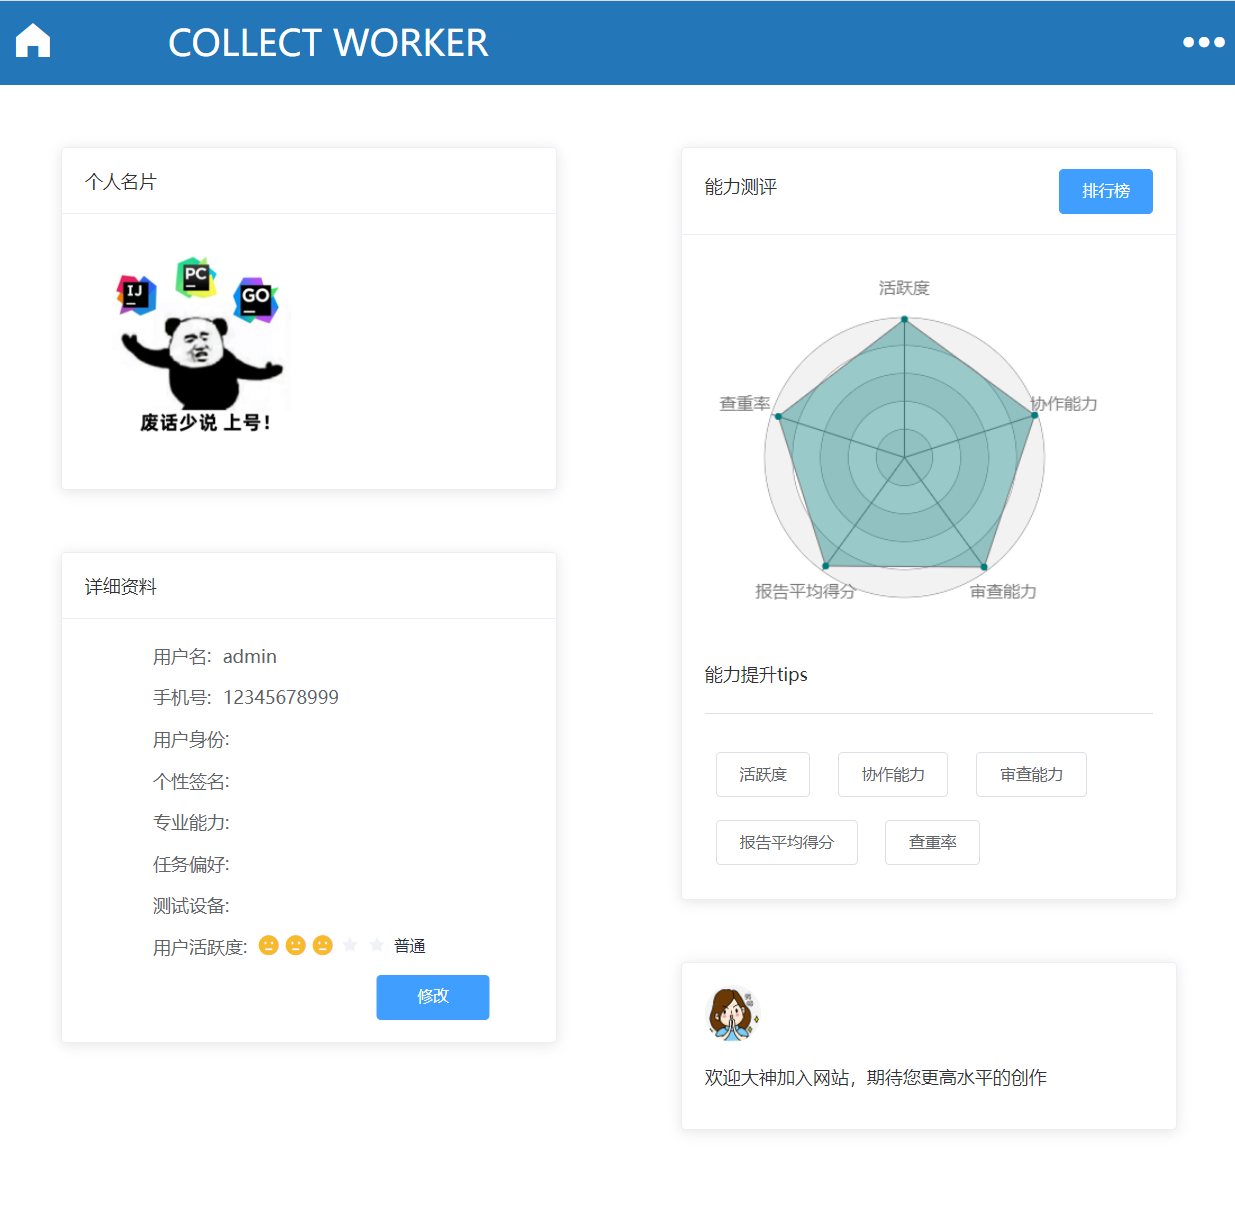 COLLECT WORKER
个人名片
IJ
PC
GO
废话少说 上号！
详细资料
用户名: admin
手机号: 12345678999
用户身份:
个性签名:
专业能力:
任务偏好:
测试设备:
用户活跃度: 普通
修改
能力测评
排行榜
活跃度
查重率
协作能力
报告平均得分
审查能力
能力提升tips
活跃度 协作能力 审查能力
报告平均得分 查重率
欢迎大神加入网站，期待您更高水平的创作